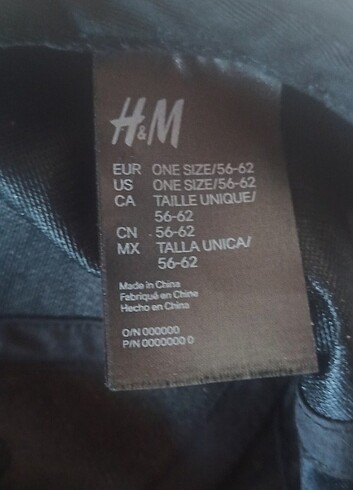 H&M
EUR ONE SIZE/56-62
US ONE SIZE/56-62
CA TAILLE UNIQUE/
56-62
CN 56-62
MX TALLA UNICA/
56-62
Made in China
Fabriqué en Chine
Hecho en China
O/N 000000
P/N 0000000 0